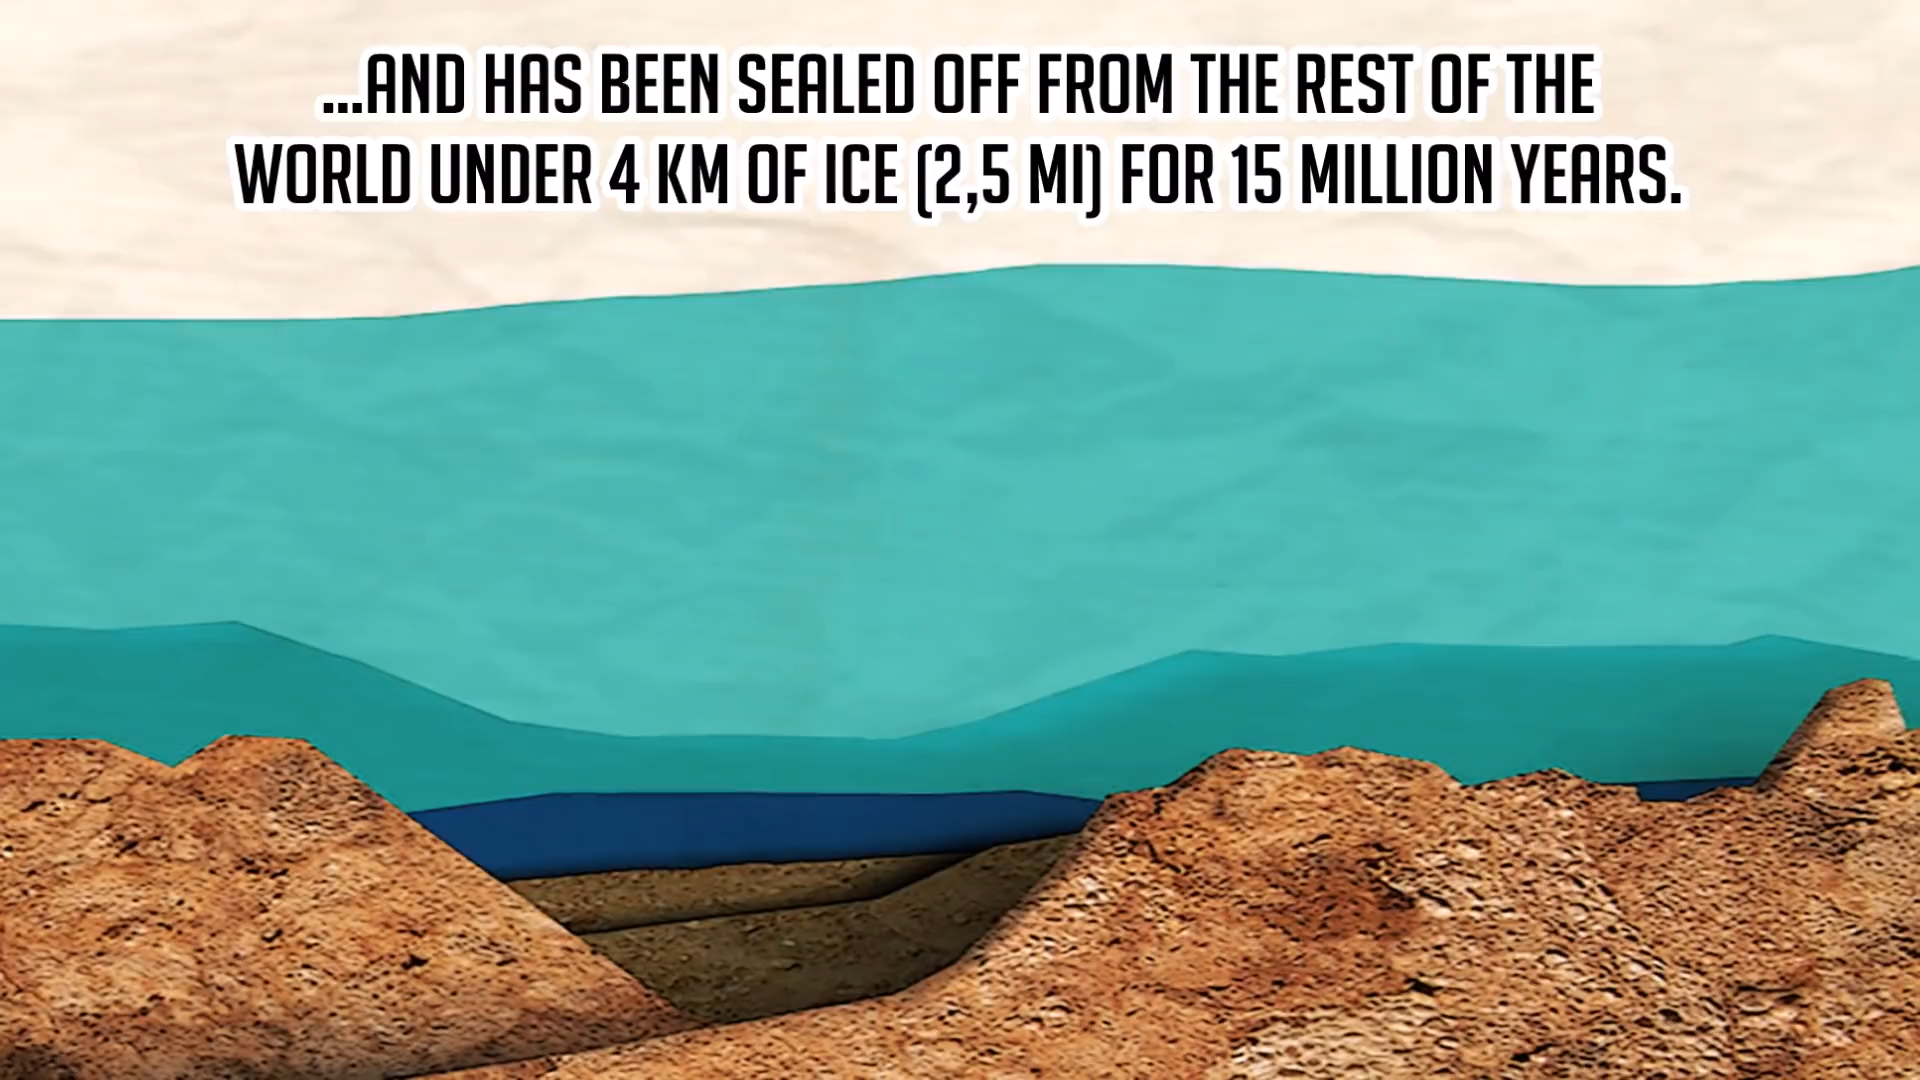 ...AND HAS BEEN SEALED OFF FROM THE REST OF THE
WORLD UNDER 4 KM OF ICE (2,5 MI) FOR 15 MILLION YEARS.